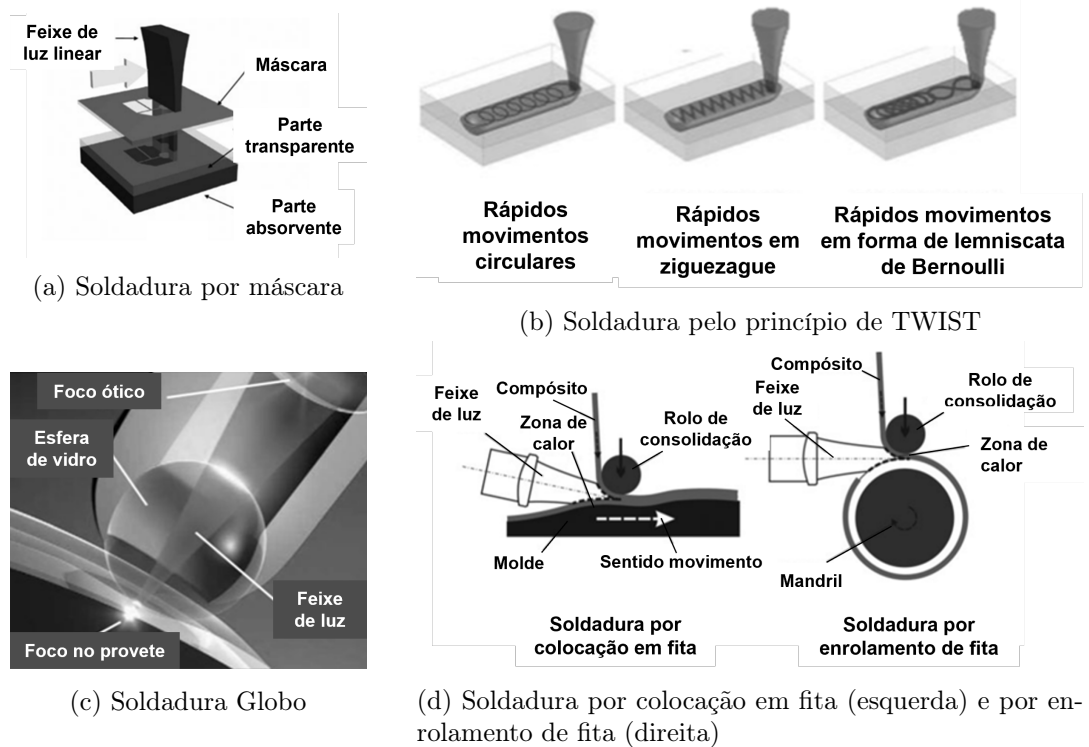 Feixe de
luz linear
Máscara
Parte
transparente
Parte
absorvente
(a) Soldadura por máscara
Rápidos
movimentos
circulares
Rápidos
movimentos em
ziguezague
Rápidos movimentos
em forma de lemniscata
de Bernoulli
(b) Soldadura pelo princípio de TWIST
Foco ótico
Esfera
de vidro
Feixe
de luz
Foco no provete
(c) Soldadura Globo
Feixe
de luz
Compósito
Zona de
calor
Rolo de
consolidação
Molde
Sentido movimento
Soldadura por
colocação em fita
Compósito
Feixe
de luz
Rolo de
consolidação
Zona de
calor
Mandril
Soldadura por
enrolamento de fita
(d) Soldadura por colocação em fita (esquerda) e por en-
rolamento de fita (direita)